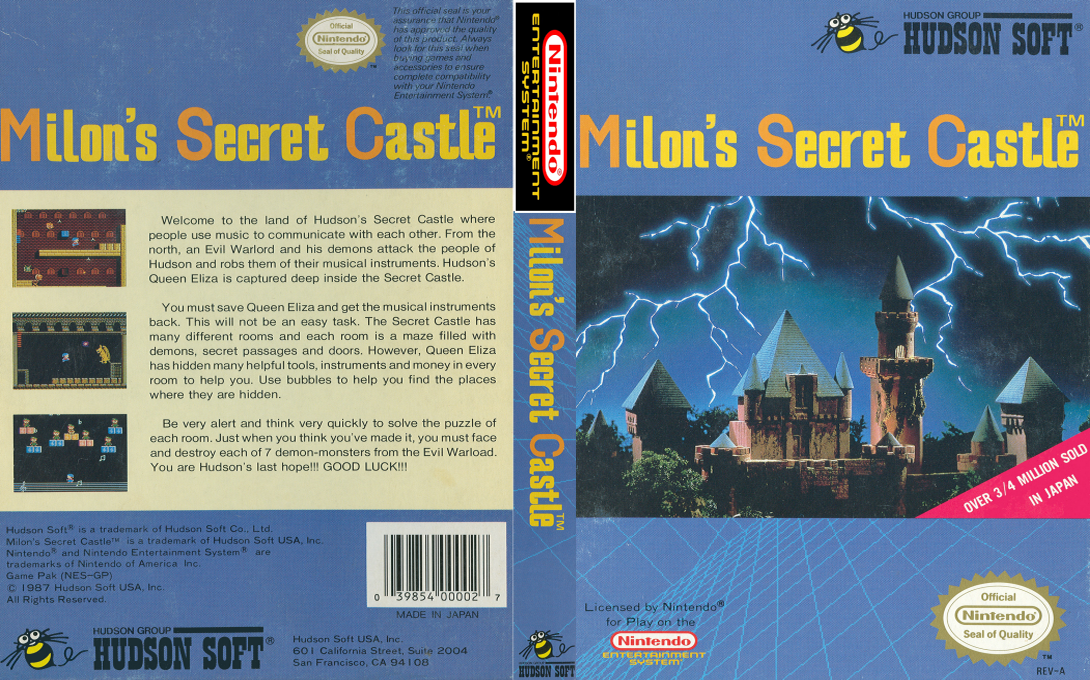 Official
Nintendo®
Seal of Quality
TM
This official seal is your
assurance that Nintendo®
has approved the quality
of this product. Always
look for this seal when
buying games and
accessories to ensure
complete compatibility
with your Nintendo
Entertainment System®
Milon's Secret Castle™
Welcome to the land of Hudson's Secret Castle where
people use music to communicate with each other. From the
north, an Evil Warlord and his demons attack the people of
Hudson and robs them of their musical instruments. Hudson's
Queen Eliza is captured deep inside the Secret Castle.
You must save Queen Eliza and get the musical instruments
back. This will not be an easy task. The Secret Castle has
many different rooms and each room is a maze filled with
demons, secret passages and doors. However, Queen Eliza
has hidden many helpful tools, instruments and money in every
room to help you. Use bubbles to help you find the places
where they are hidden.
Be very alert and think very quickly to solve the puzzle of
each room. Just when you think you've made it, you must face
and destroy each of 7 demon-monsters from the Evil Warload.
You are Hudson's last hope!!! GOOD LUCK!!!
Hudson Soft® is a trademark of Hudson Soft Co., Ltd.
Milon's Secret Castle™ is a trademark of Hudson Soft USA, Inc.
Nintendo® and Nintendo Entertainment System® are
trademarks of Nintendo of America Inc.
Game Pak (NES-GP)
© 1987 Hudson Soft USA, Inc.
All Rights Reserved.
0 39854 00002 7
MADE IN JAPAN
HUDSON GROUP
HUDSON SOFT®
Hudson Soft USA, Inc.
601 California Street, Suite 2004
San Francisco, CA 94108
Nintendo®
ENTERTAINMENT
SYSTEM®
Milon's Secret Castle™
HUDSON GROUP
HUDSON SOFT
HUDSON GROUP
HUDSON SOFT®
Milon's Secret Castle™
OVER 3/4 MILLION SOLD
IN JAPAN
Licensed by Nintendo®
for Play on the
Nintendo
ENTERTAINMENT
SYSTEM™
Official
Nintendo®
Seal of Quality
TM
REV-A